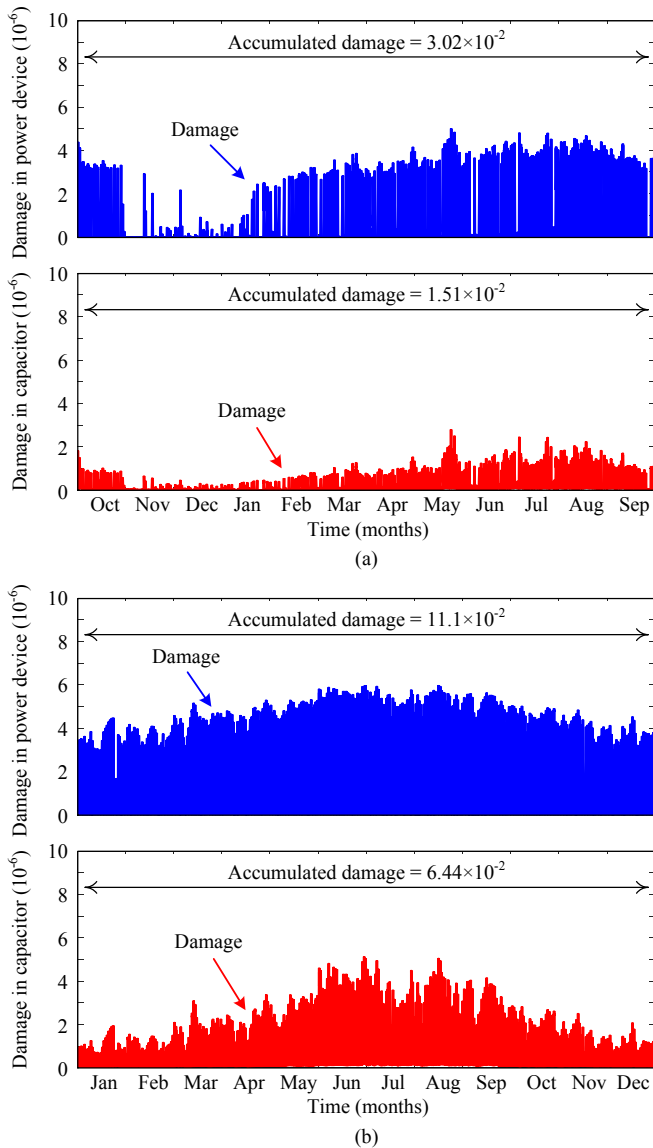 Damage in power device (10⁻⁶)
10
8
6
4
2
0
Accumulated damage = 3.02×10⁻²
Damage
Damage in capacitor (10⁻⁶)
10
8
6
4
2
0
Accumulated damage = 1.51×10⁻²
Damage
Oct Nov Dec Jan Feb Mar Apr May Jun Jul Aug Sep
Time (months)
(a)
Damage in power device (10⁻⁶)
10
8
6
4
2
0
Accumulated damage = 11.1×10⁻²
Damage
Damage in capacitor (10⁻⁶)
10
8
6
4
2
0
Accumulated damage = 6.44×10⁻²
Damage
Jan Feb Mar Apr May Jun Jul Aug Sep Oct Nov Dec
Time (months)
(b)